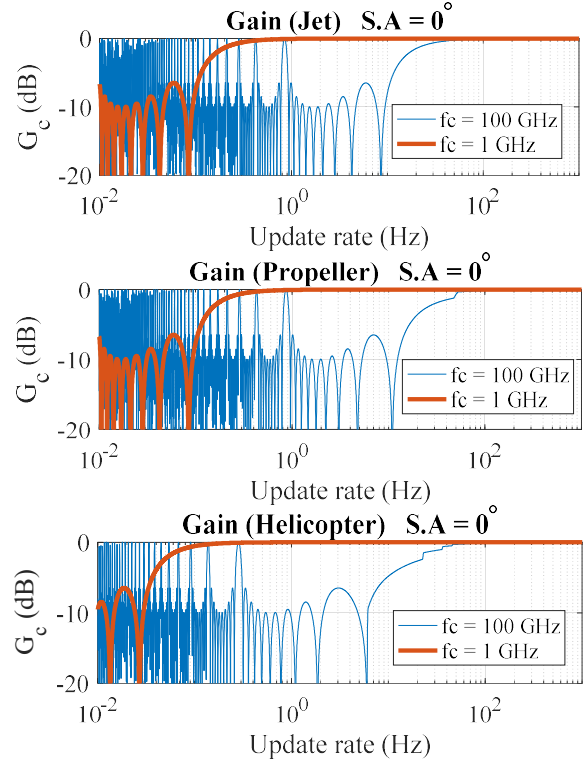 Gain (Jet) S.A = 0°
G_c (dB)
0
-10
-20
fc = 100 GHz
fc = 1 GHz
10^-2 10^0 10^2
Update rate (Hz)
Gain (Propeller) S.A = 0°
G_c (dB)
0
-10
-20
fc = 100 GHz
fc = 1 GHz
10^-2 10^0 10^2
Update rate (Hz)
Gain (Helicopter) S.A = 0°
G_c (dB)
0
-10
-20
fc = 100 GHz
fc = 1 GHz
10^-2 10^0 10^2
Update rate (Hz)